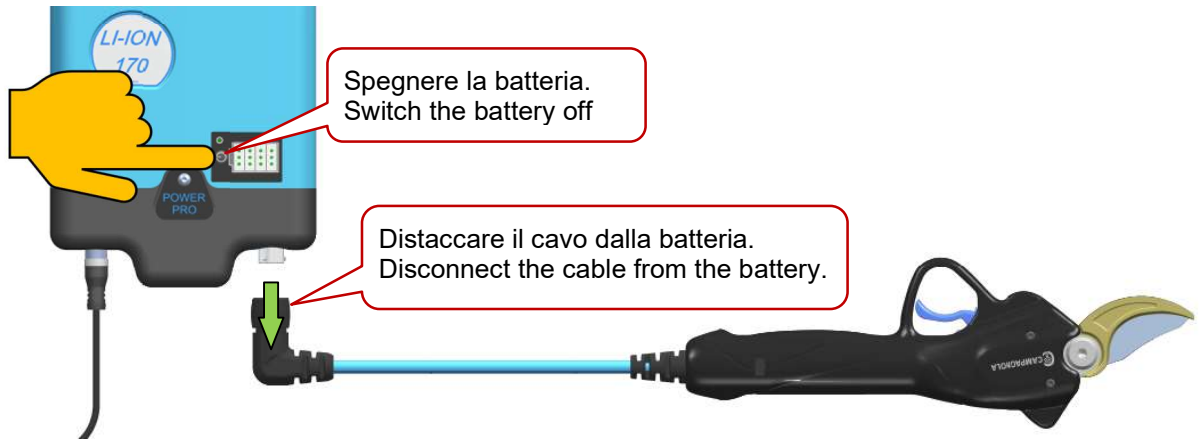 LI-ION
170
Spegnere la batteria.
Switch the battery off
POWER
PRO
Distaccare il cavo dalla batteria.
Disconnect the cable from the battery.
CAMPAGNOLA